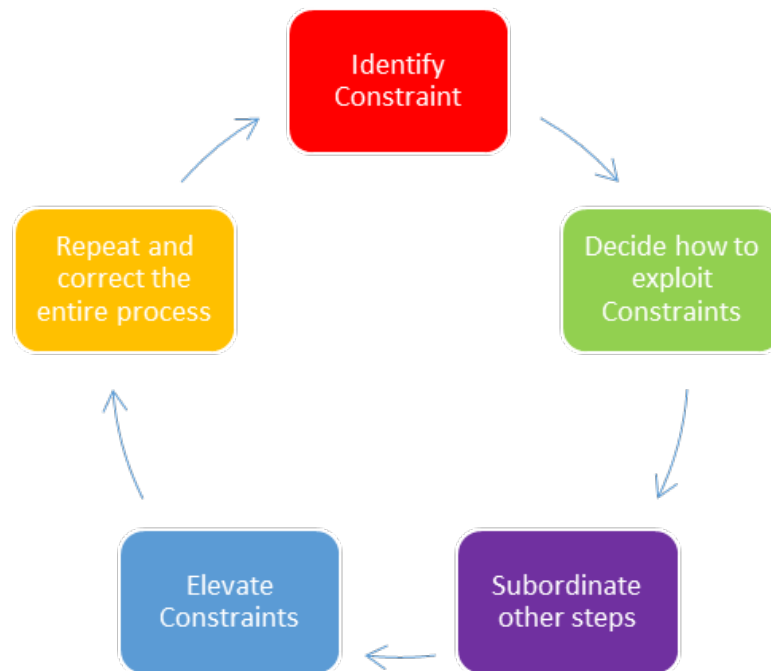 Identify
Constraint
Decide how to
exploit
Constraints
Subordinate
other steps
Elevate
Constraints
Repeat and
correct the
entire process